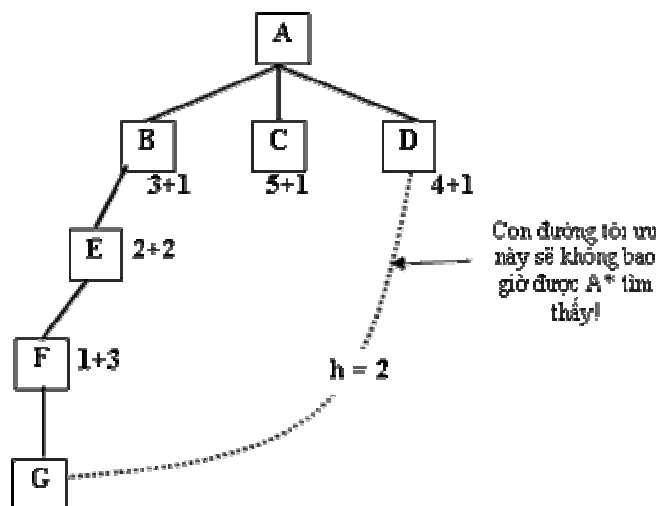 A
B
C
D
3+1
5+1
4+1
E
2+2
Con đường tối ưu
này sẽ không bao
giờ được A* tìm
thấy!
F
1+3
h = 2
G